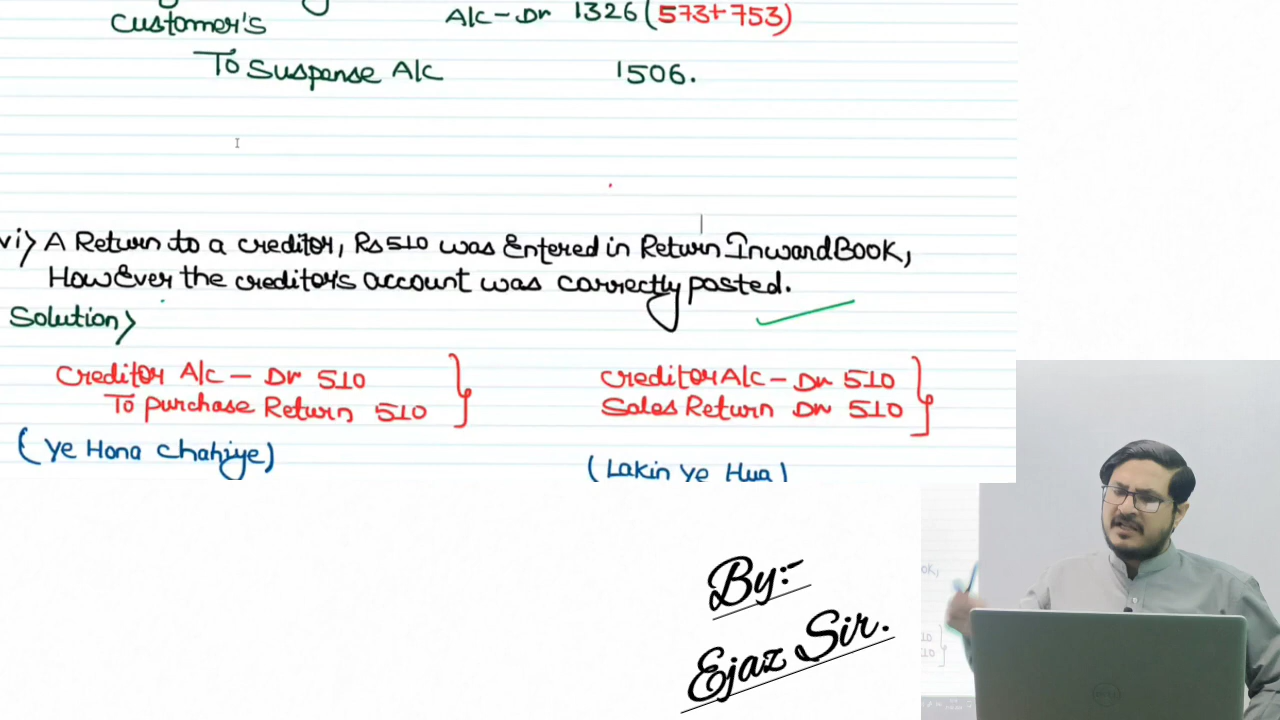 Customer's A/c-Dr 1326(573+753)
To Suspense A/c 1506.
vi) A Return to a creditor, Rs510 was Entered in Return Inward Book,
However the creditor's account was correctly posted.
Solution>
Creditor A/c - Dr 510
To purchase Return 510
(Ye Hona Chahiye)
creditor A/c - Dr 510
Sales Return Dr 510
(Lakin Ye Hua)
By:-
Ejaz Sir.